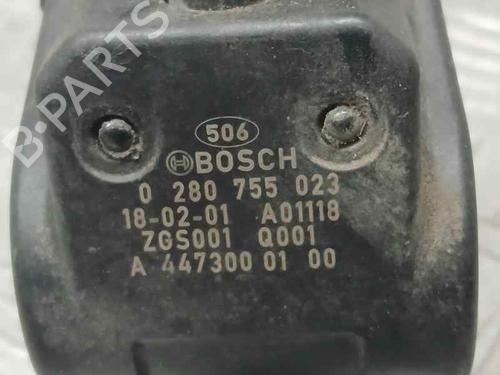 B-PARTS
506
BOSCH
0 280 755 023
18-02-01 A01118
ZGS001 Q001
A 447300 01 00